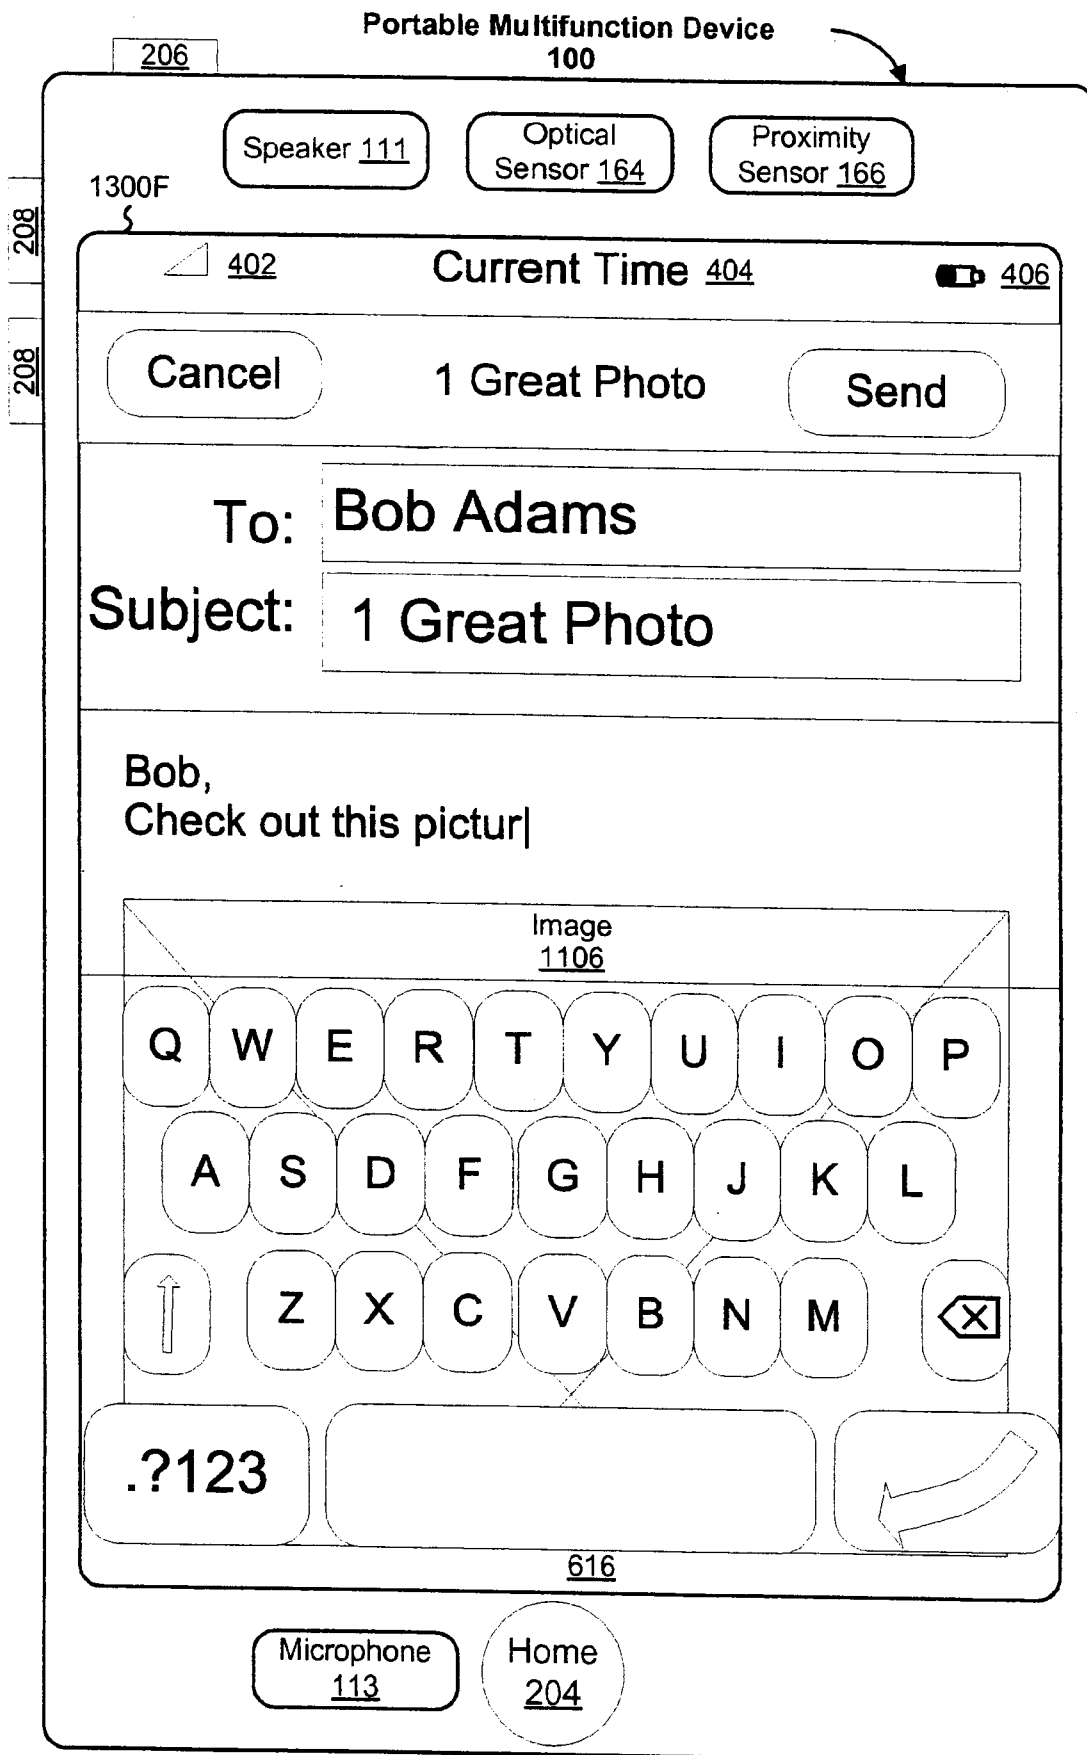 Portable Multifunction Device
100
206
Speaker 111
Optical
Sensor 164
Proximity
Sensor 166
1300F
208
208
402
Current Time 404
406
Cancel
1 Great Photo
Send
To:
Bob Adams
Subject:
1 Great Photo
Bob,
Check out this pictur
Image
1106
Q W E R T Y U I O P
A S D F G H J K L
Z X C V B N M
.?123
616
Microphone
113
Home
204